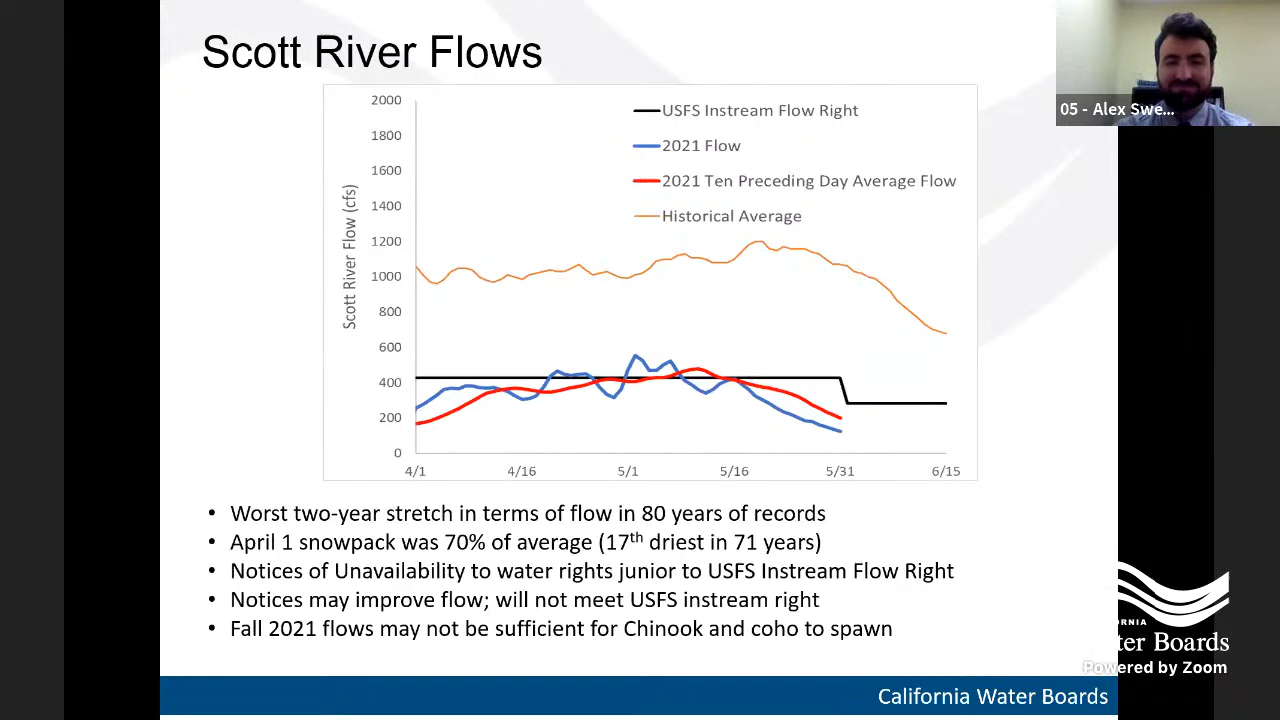 Scott River Flows
05 - Alex Swe...
USFS Instream Flow Right
2021 Flow
2021 Ten Preceding Day Average Flow
Historical Average
Scott River Flow (cfs)
2000
1800
1600
1400
1200
1000
800
600
400
200
0
4/1 4/16 5/1 5/16 5/31 6/15
• Worst two-year stretch in terms of flow in 80 years of records
• April 1 snowpack was 70% of average (17th driest in 71 years)
• Notices of Unavailability to water rights junior to USFS Instream Flow Right
• Notices may improve flow; will not meet USFS instream right
• Fall 2021 flows may not be sufficient for Chinook and coho to spawn
ORNIA
ter Boards
Powered by Zoom
California Water Boards